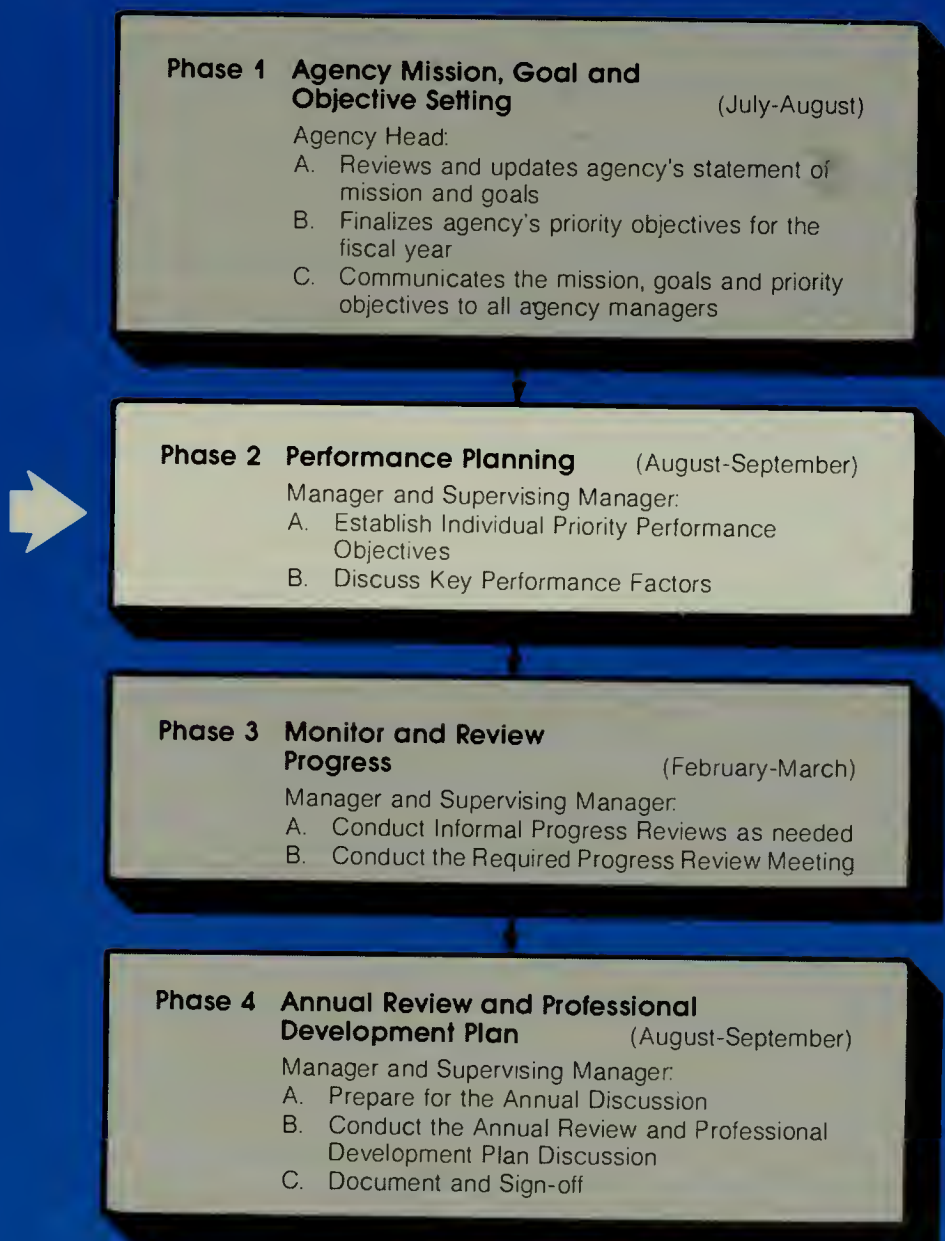 Phase 1 Agency Mission, Goal and
Objective Setting (July-August)
Agency Head:
A. Reviews and updates agency's statement of
mission and goals
B. Finalizes agency's priority objectives for the
fiscal year
C. Communicates the mission, goals and priority
objectives to all agency managers
Phase 2 Performance Planning (August-September)
Manager and Supervising Manager:
A. Establish Individual Priority Performance
Objectives
B. Discuss Key Performance Factors
Phase 3 Monitor and Review
Progress (February-March)
Manager and Supervising Manager:
A. Conduct Informal Progress Reviews as needed
B. Conduct the Required Progress Review Meeting
Phase 4 Annual Review and Professional
Development Plan (August-September)
Manager and Supervising Manager:
A. Prepare for the Annual Discussion
B. Conduct the Annual Review and Professional
Development Plan Discussion
C. Document and Sign-off